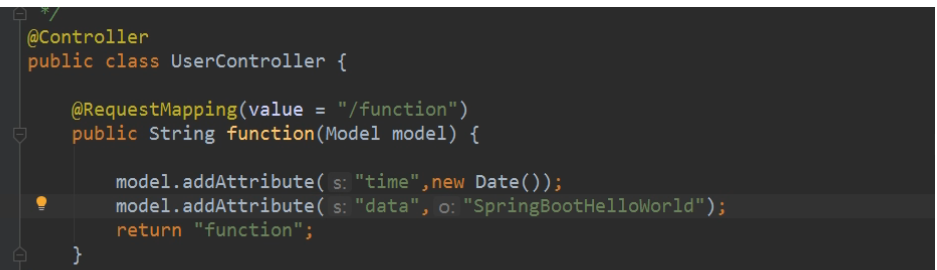 */
@Controller
public class UserController {
@RequestMapping(value = "/function")
public String function(Model model) {
model.addAttribute( s: "time",new Date());
model.addAttribute( s: "data", o: "SpringBootHelloWorld");
return "function";
}